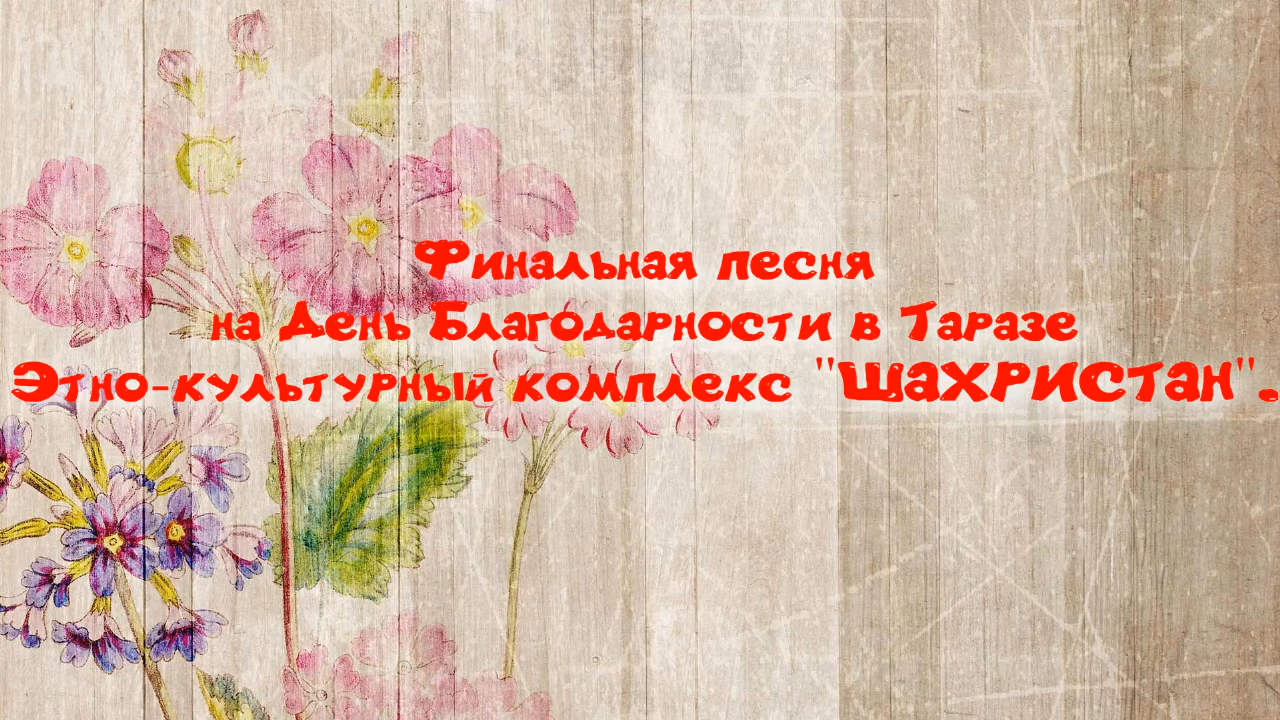 Финальная песня
на День Благодарности в Таразе
Этно-культурный комплекс "ШАХРИСТАН".